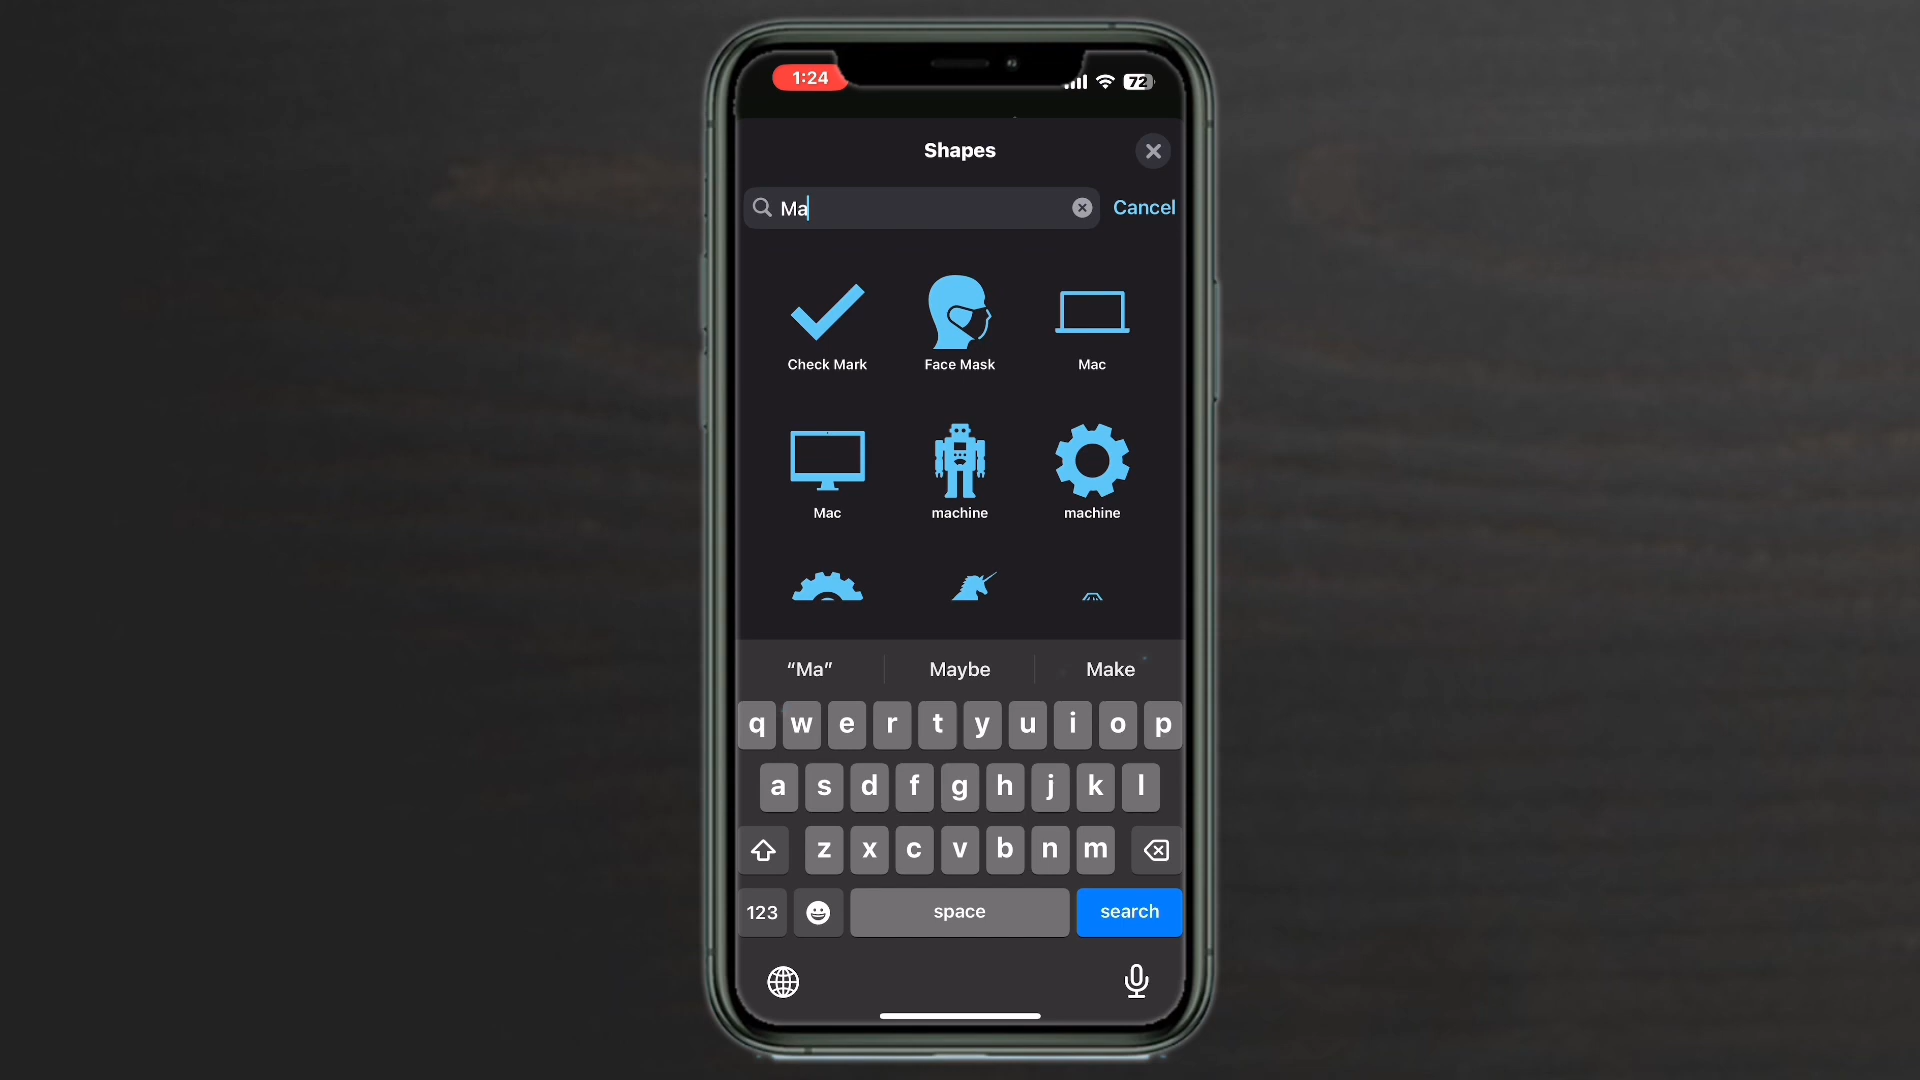 1:24
72
Shapes
Ma
Cancel
Check Mark
Face Mask
Mac
Mac
machine
machine
“Ma”
Maybe
Make
q w e r t y u i o p
a s d f g h j k l
z x c v b n m
123
space
search